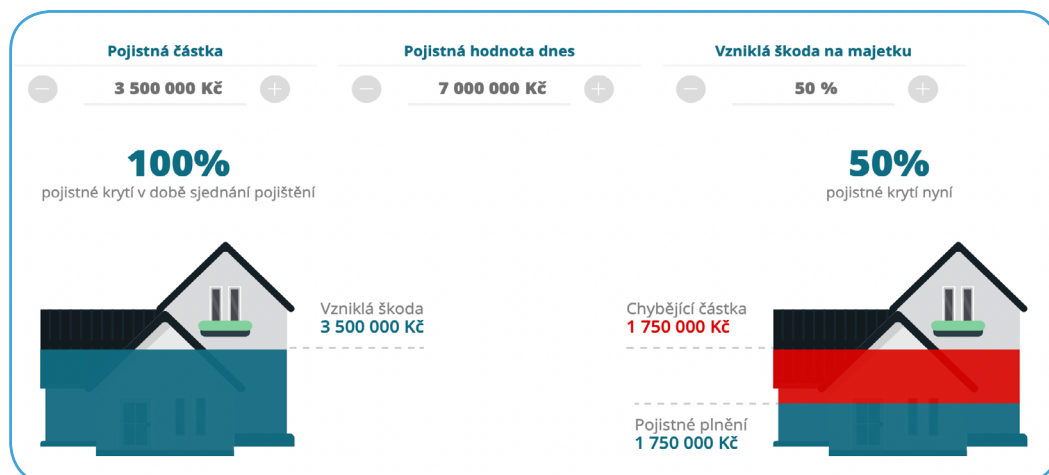 Pojistná částka
Pojistná hodnota dnes
Vzniklá škoda na majetku
3 500 000 Kč
7 000 000 Kč
50 %
100%
pojistné krytí v době sjednání pojištění
50%
pojistné krytí nyní
Vzniklá škoda
3 500 000 Kč
Chybějící částka
1 750 000 Kč
Pojistné plnění
1 750 000 Kč